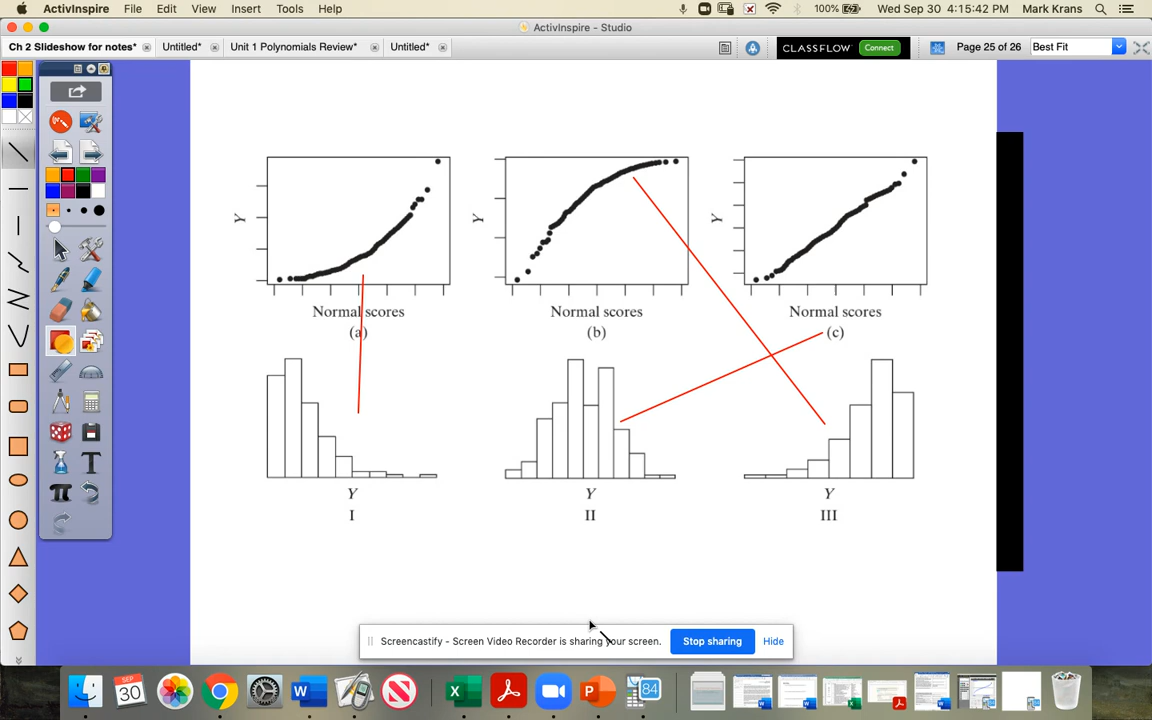 ActivInspire File Edit View Insert Tools Help 100% Wed Sep 30 4:15:42 PM Mark Krans
ActivInspire - Studio
Ch 2 Slideshow for notes* Untitled* Unit 1 Polynomials Review* Untitled* CLASSFLOW Connect Page 25 of 26 Best Fit
Y Y Y
Normal scores Normal scores Normal scores
(a) (b) (c)
Y Y Y
I II III
Screencastify - Screen Video Recorder is sharing your screen. Stop sharing Hide
SEP
30
84